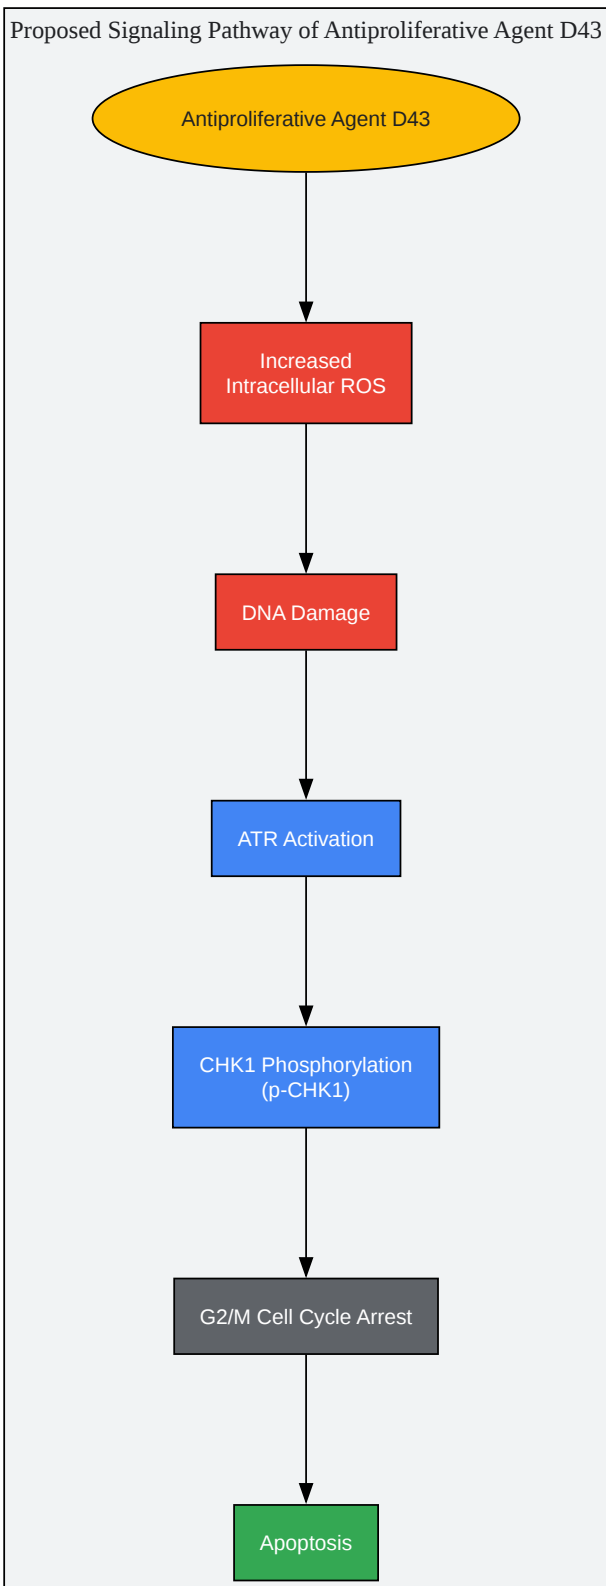 Proposed Signaling Pathway of Antiproliferative Agent D43
Antiproliferative Agent D43
Increased
Intracellular ROS
DNA Damage
ATR Activation
CHK1 Phosphorylation
(p-CHK1)
G2/M Cell Cycle Arrest
Apoptosis